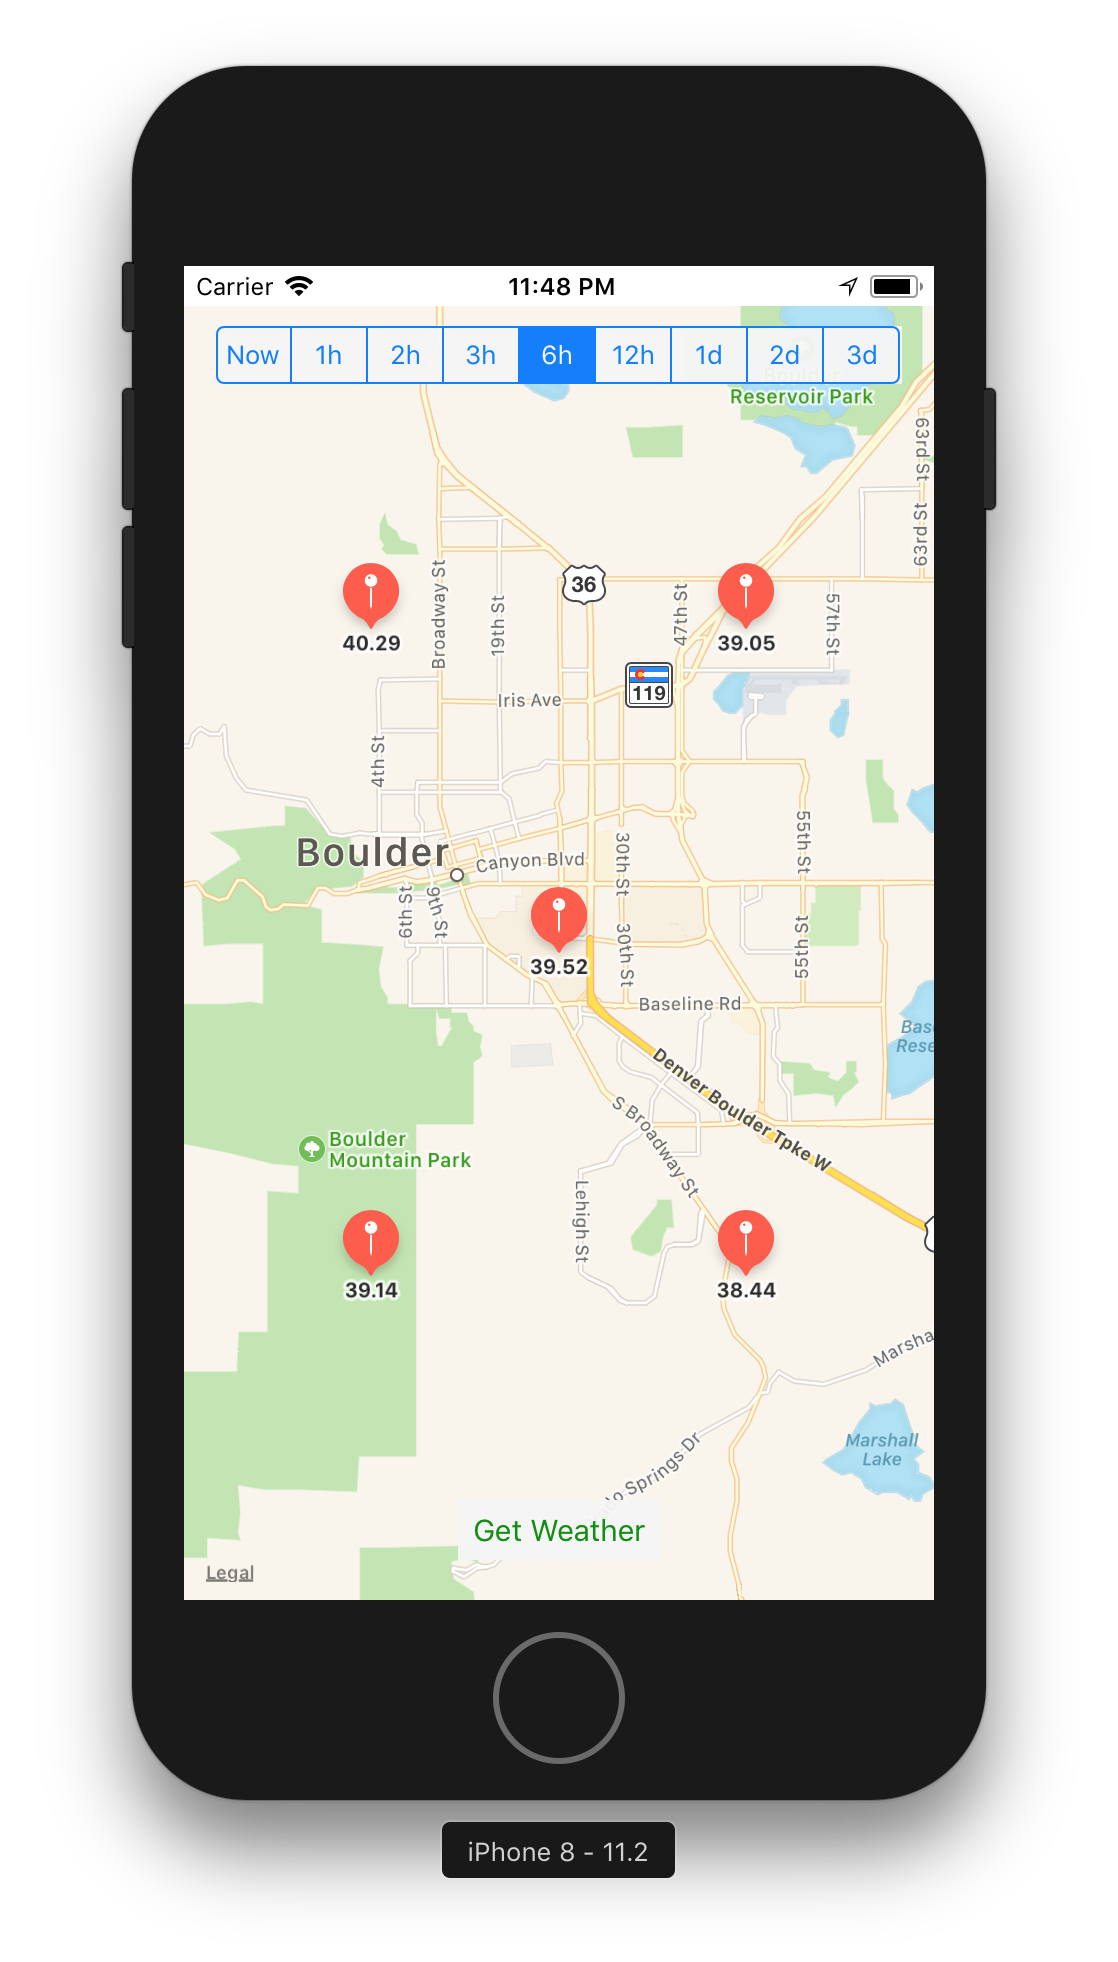 Carrier
11:48 PM
Now 1h 2h 3h 6h 12h 1d 2d 3d
Boulder
Reservoir Park
63rd St
63rd St
Broadway St
19th St
36
47th St
57th St
40.29
39.05
119
Iris Ave
4th St
Boulder
Canyon Blvd
30th St
55th St
6th St
9th St
30th St
55th St
39.52
Baseline Rd
Denver Boulder Tpke W
S Broadway St
Boulder
Mountain Park
Lehigh St
39.14
38.44
Marshall
Lake
Springs Dr
Get Weather
Legal
iPhone 8 - 11.2